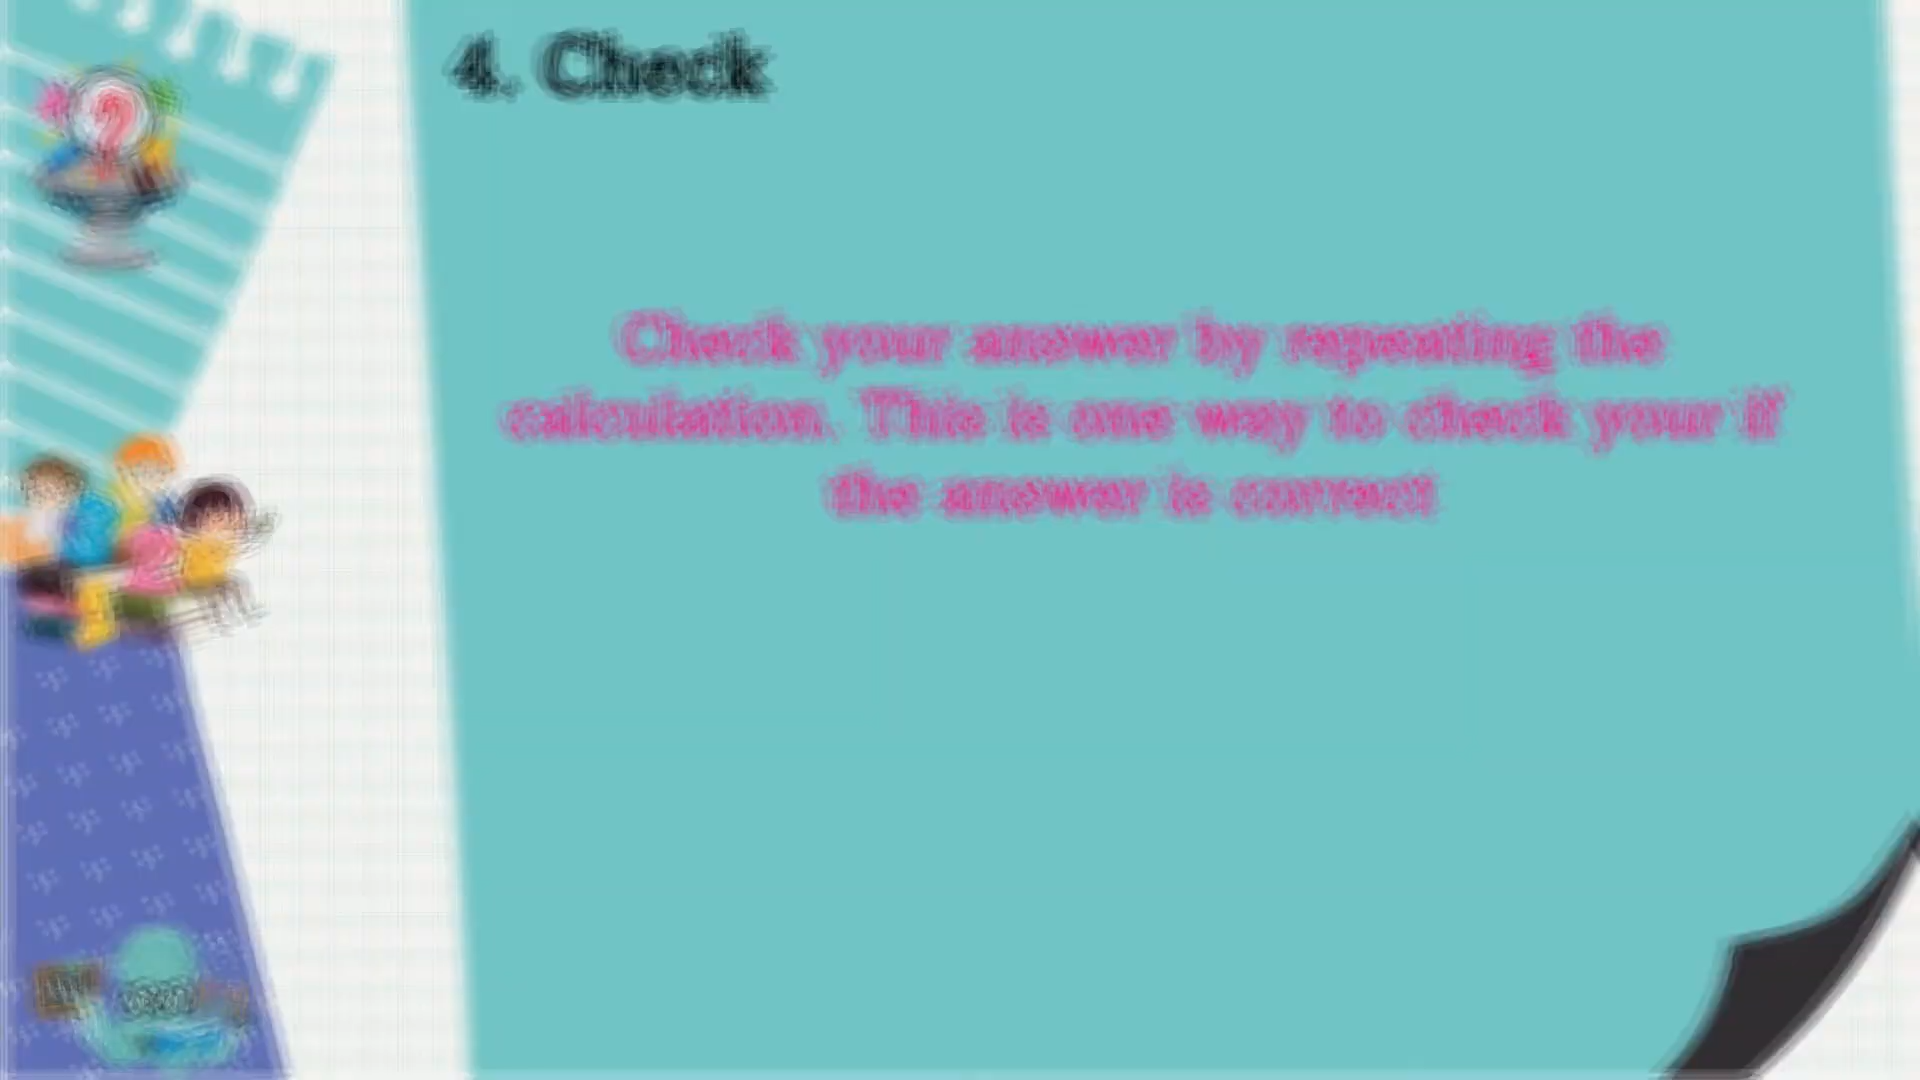 4. Check
Check your answer by repeating the
calculation. This is one way to check your if
the answer is correct